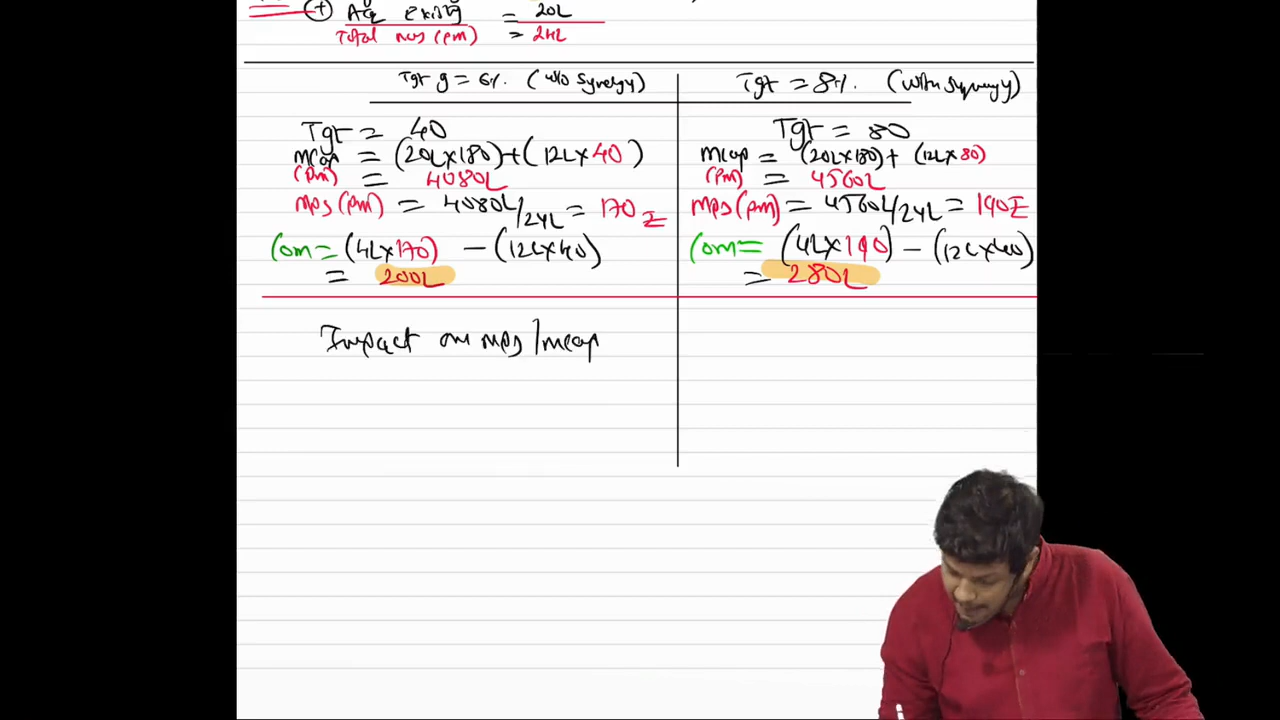 (+) Acq Existing = 20L
Total nos (pm) = 24L
Tgt g = 6%. (w/o Synergy)
Tgt = 40
mcap (pm) = (20L×180) + (12L×40)
= 4080L
mps (pm) = 4080L/24L = 170
Com = (4L×170) - (12L×40)
= 200L
Impact on mps/mcap
Tgt = 8%. (with Synergy)
Tgt = 80
mcap (pm) = (20L×180) + (12L×80)
= 4560L
mps (pm) = 4560L/24L = 190
Com = (4L×190) - (12L×40)
= 280L